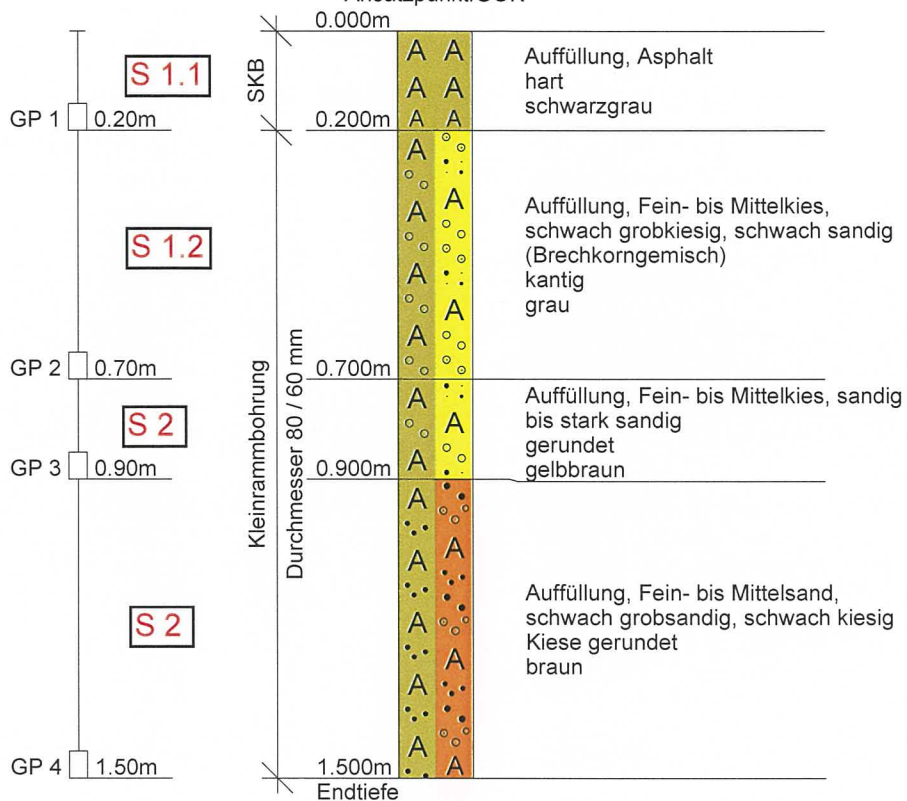 0.000m
S 1.1
SKB
A A
A A
A A
Auffüllung, Asphalt
hart
schwarzgrau
GP 1 0.20m
0.200m
S 1.2
A
A
A
A
A
A
Auffüllung, Fein- bis Mittelkies,
schwach grobkiesig, schwach sandig
(Brechkorngemisch)
kantig
grau
Kleinrammbohrung
Durchmesser 80 / 60 mm
GP 2 0.70m
0.700m
S 2
A
A
A
Auffüllung, Fein- bis Mittelkies, sandig
bis stark sandig
gerundet
gelbbraun
GP 3 0.90m
0.900m
S 2
A
A
A
A
A
A
A
A
Auffüllung, Fein- bis Mittelsand,
schwach grobsandig, schwach kiesig
Kiese gerundet
braun
GP 4 1.50m
1.500m
Endtiefe